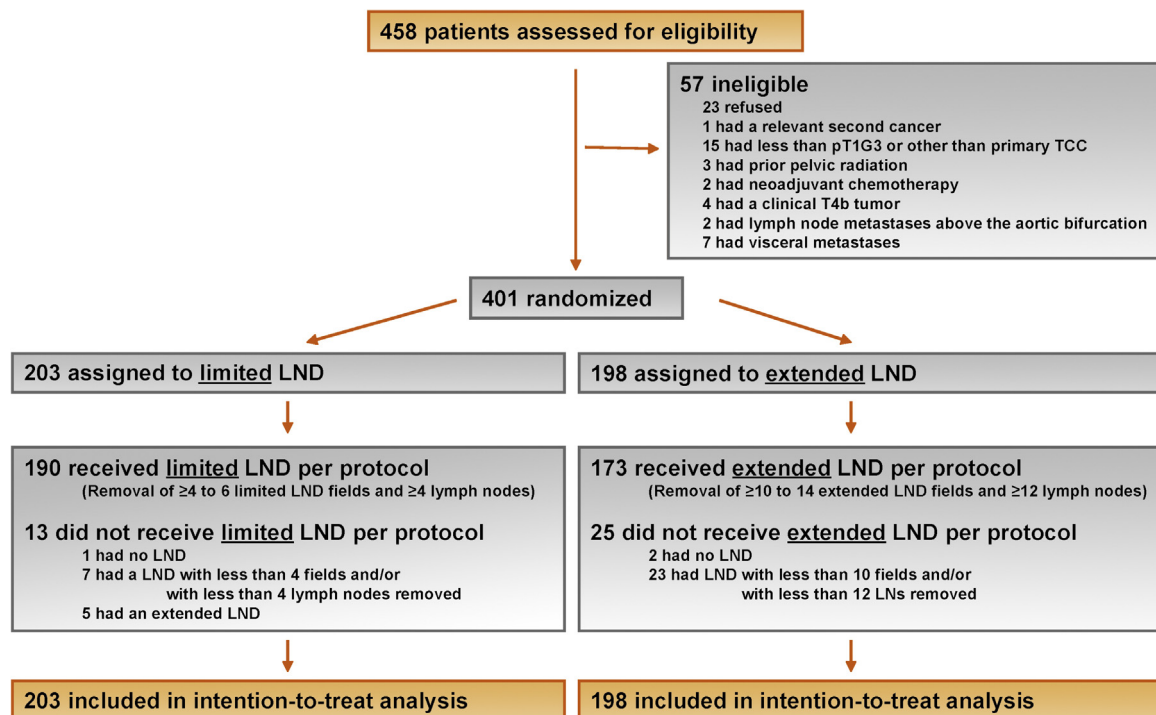 458 patients assessed for eligibility
57 ineligible
23 refused
1 had a relevant second cancer
15 had less than pT1G3 or other than primary TCC
3 had prior pelvic radiation
2 had neoadjuvant chemotherapy
4 had a clinical T4b tumor
2 had lymph node metastases above the aortic bifurcation
7 had visceral metastases
401 randomized
203 assigned to limited LND
198 assigned to extended LND
190 received limited LND per protocol
(Removal of ≥4 to 6 limited LND fields and ≥4 lymph nodes)
13 did not receive limited LND per protocol
1 had no LND
7 had a LND with less than 4 fields and/or
with less than 4 lymph nodes removed
5 had an extended LND
173 received extended LND per protocol
(Removal of ≥10 to 14 extended LND fields and ≥12 lymph nodes)
25 did not receive extended LND per protocol
2 had no LND
23 had LND with less than 10 fields and/or
with less than 12 LNs removed
203 included in intention-to-treat analysis
198 included in intention-to-treat analysis